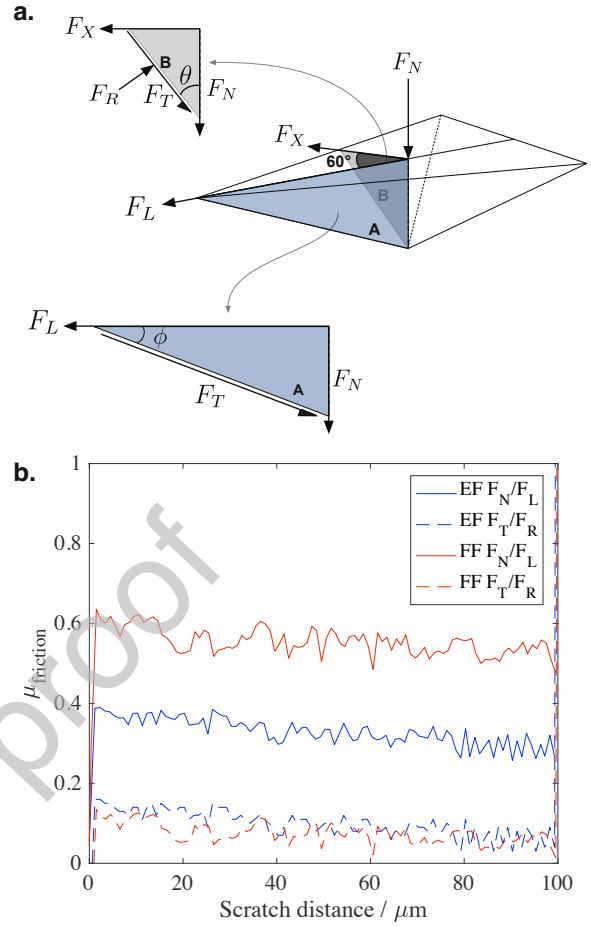 a.
F_X
B
θ
F_R
F_T
F_N
F_N
F_X
60°
B
F_L
A
F_L
ϕ
A
F_N
F_T
b.
1
0.8
0.6
0.4
0.2
0
μ_friction
EF F_N/F_L
EF F_T/F_R
FF F_N/F_L
FF F_T/F_R
proof
0 20 40 60 80 100
Scratch distance / μm